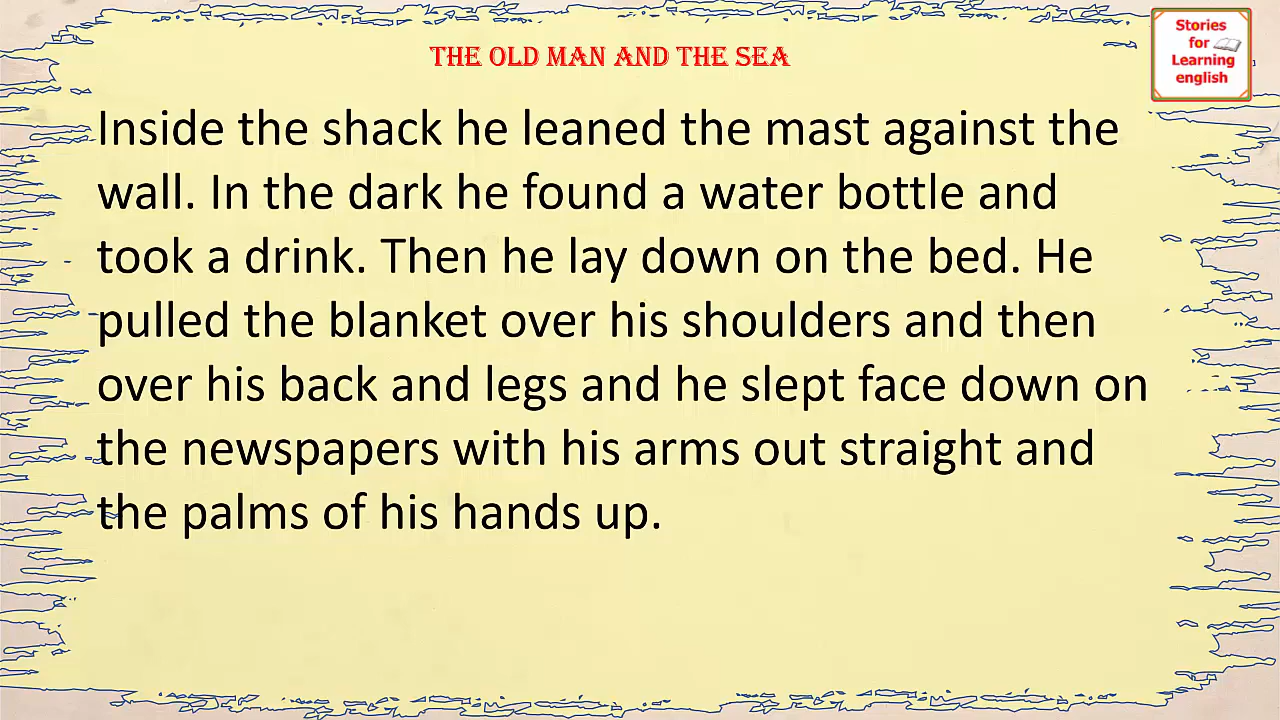 THE OLD MAN AND THE SEA
Stories
for
Learning
english
Inside the shack he leaned the mast against the
wall. In the dark he found a water bottle and
took a drink. Then he lay down on the bed. He
pulled the blanket over his shoulders and then
over his back and legs and he slept face down on
the newspapers with his arms out straight and
the palms of his hands up.